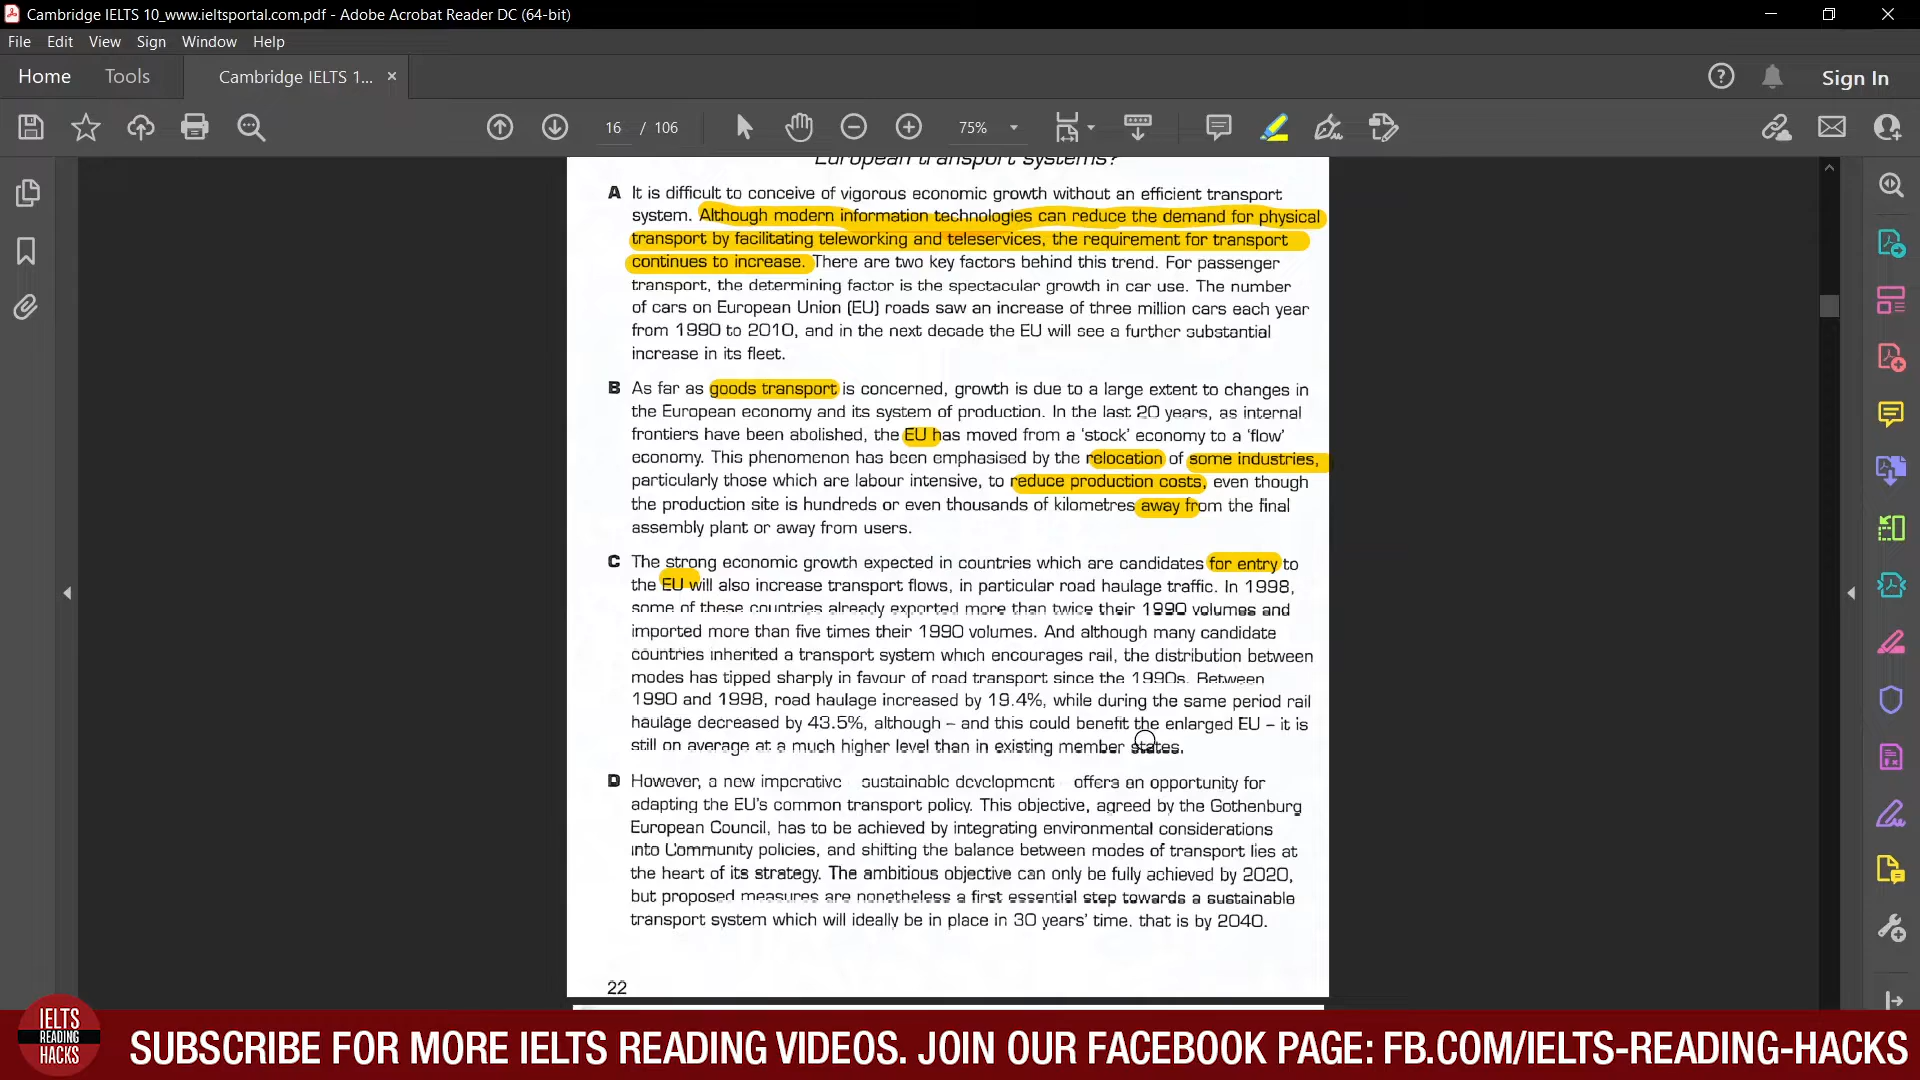 Cambridge IELTS 10_www.ieltsportal.com.pdf - Adobe Acrobat Reader DC (64-bit)
File Edit View Sign Window Help
Home Tools Cambridge IELTS 1... × Sign In
16 / 106 75%
European transport systems?
A It is difficult to conceive of vigorous economic growth without an efficient transport
system. Although modern information technologies can reduce the demand for physical
transport by facilitating teleworking and teleservices, the requirement for transport
continues to increase. There are two key factors behind this trend. For passenger
transport, the determining factor is the spectacular growth in car use. The number
of cars on European Union (EU) roads saw an increase of three million cars each year
from 1990 to 2010, and in the next decade the EU will see a further substantial
increase in its fleet.
B As far as goods transport is concerned, growth is due to a large extent to changes in
the European economy and its system of production. In the last 20 years, as internal
frontiers have been abolished, the EU has moved from a 'stock' economy to a 'flow'
economy. This phenomenon has been emphasised by the relocation of some industries,
particularly those which are labour intensive, to reduce production costs, even though
the production site is hundreds or even thousands of kilometres away from the final
assembly plant or away from users.
C The strong economic growth expected in countries which are candidates for entry to
the EU will also increase transport flows, in particular road haulage traffic. In 1998,
some of these countries already exported more than twice their 1990 volumes and
imported more than five times their 1990 volumes. And although many candidate
countries inherited a transport system which encourages rail, the distribution between
modes has tipped sharply in favour of road transport since the 1990s. Between
1990 and 1998, road haulage increased by 19.4%, while during the same period rail
haulage decreased by 43.5%, although – and this could benefit the enlarged EU – it is
still on average at a much higher level than in existing member states.
D However, a new imperative sustainable development offers an opportunity for
adapting the EU's common transport policy. This objective, agreed by the Gothenburg
European Council, has to be achieved by integrating environmental considerations
into Community policies, and shifting the balance between modes of transport lies at
the heart of its strategy. The ambitious objective can only be fully achieved by 2020,
but proposed measures are nonetheless a first essential step towards a sustainable
transport system which will ideally be in place in 30 years' time, that is by 2040.
22
IELTS
READING
HACKS
SUBSCRIBE FOR MORE IELTS READING VIDEOS. JOIN OUR FACEBOOK PAGE: FB.COM/IELTS-READING-HACKS